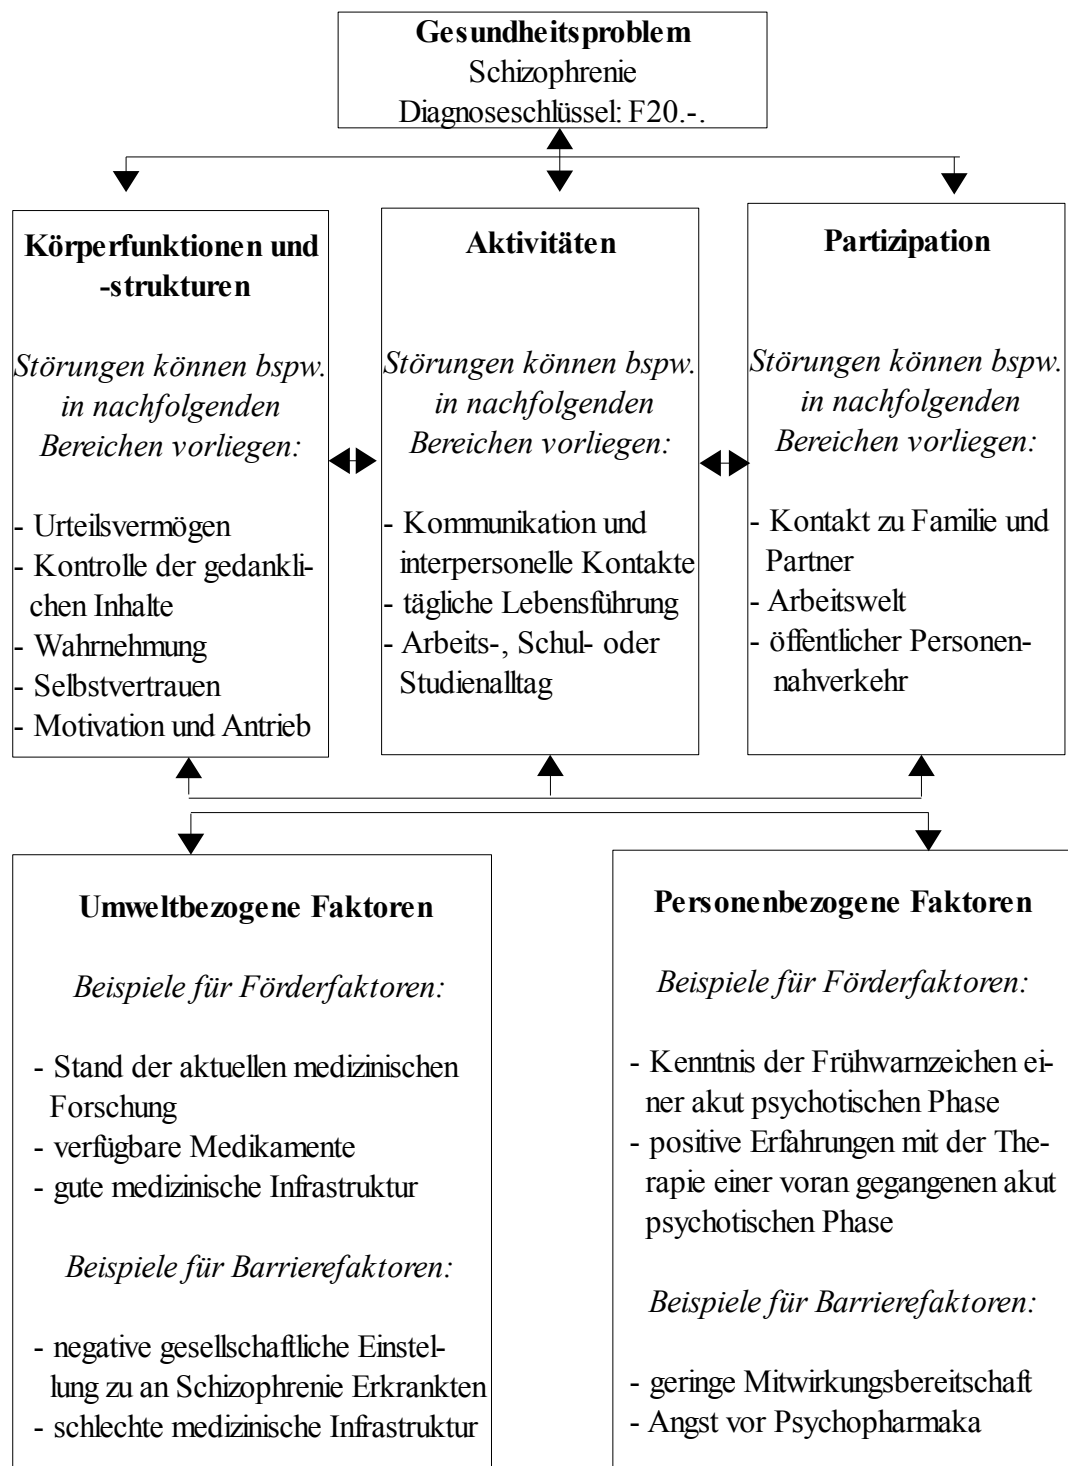 Gesundheitsproblem
Schizophrenie
Diagnoseschlüssel: F20.-.
Körperfunktionen und
-strukturen
Störungen können bspw.
in nachfolgenden
Bereichen vorliegen:
- Urteilsvermögen
- Kontrolle der gedankli-
chen Inhalte
- Wahrnehmung
- Selbstvertrauen
- Motivation und Antrieb
Aktivitäten
Störungen können bspw.
in nachfolgenden
Bereichen vorliegen:
- Kommunikation und
interpersonelle Kontakte
- tägliche Lebensführung
- Arbeits-, Schul- oder
Studienalltag
Partizipation
Störungen können bspw.
in nachfolgenden
Bereichen vorliegen:
- Kontakt zu Familie und
Partner
- Arbeitswelt
- öffentlicher Personen-
nahverkehr
Umweltbezogene Faktoren
Beispiele für Förderfaktoren:
- Stand der aktuellen medizinischen
Forschung
- verfügbare Medikamente
- gute medizinische Infrastruktur
Beispiele für Barrierefaktoren:
- negative gesellschaftliche Einstel-
lung zu an Schizophrenie Erkrankten
- schlechte medizinische Infrastruktur
Personenbezogene Faktoren
Beispiele für Förderfaktoren:
- Kenntnis der Frühwarnzeichen ei-
ner akut psychotischen Phase
- positive Erfahrungen mit der The-
rapie einer voran gegangenen akut
psychotischen Phase
Beispiele für Barrierefaktoren:
- geringe Mitwirkungsbereitschaft
- Angst vor Psychopharmaka